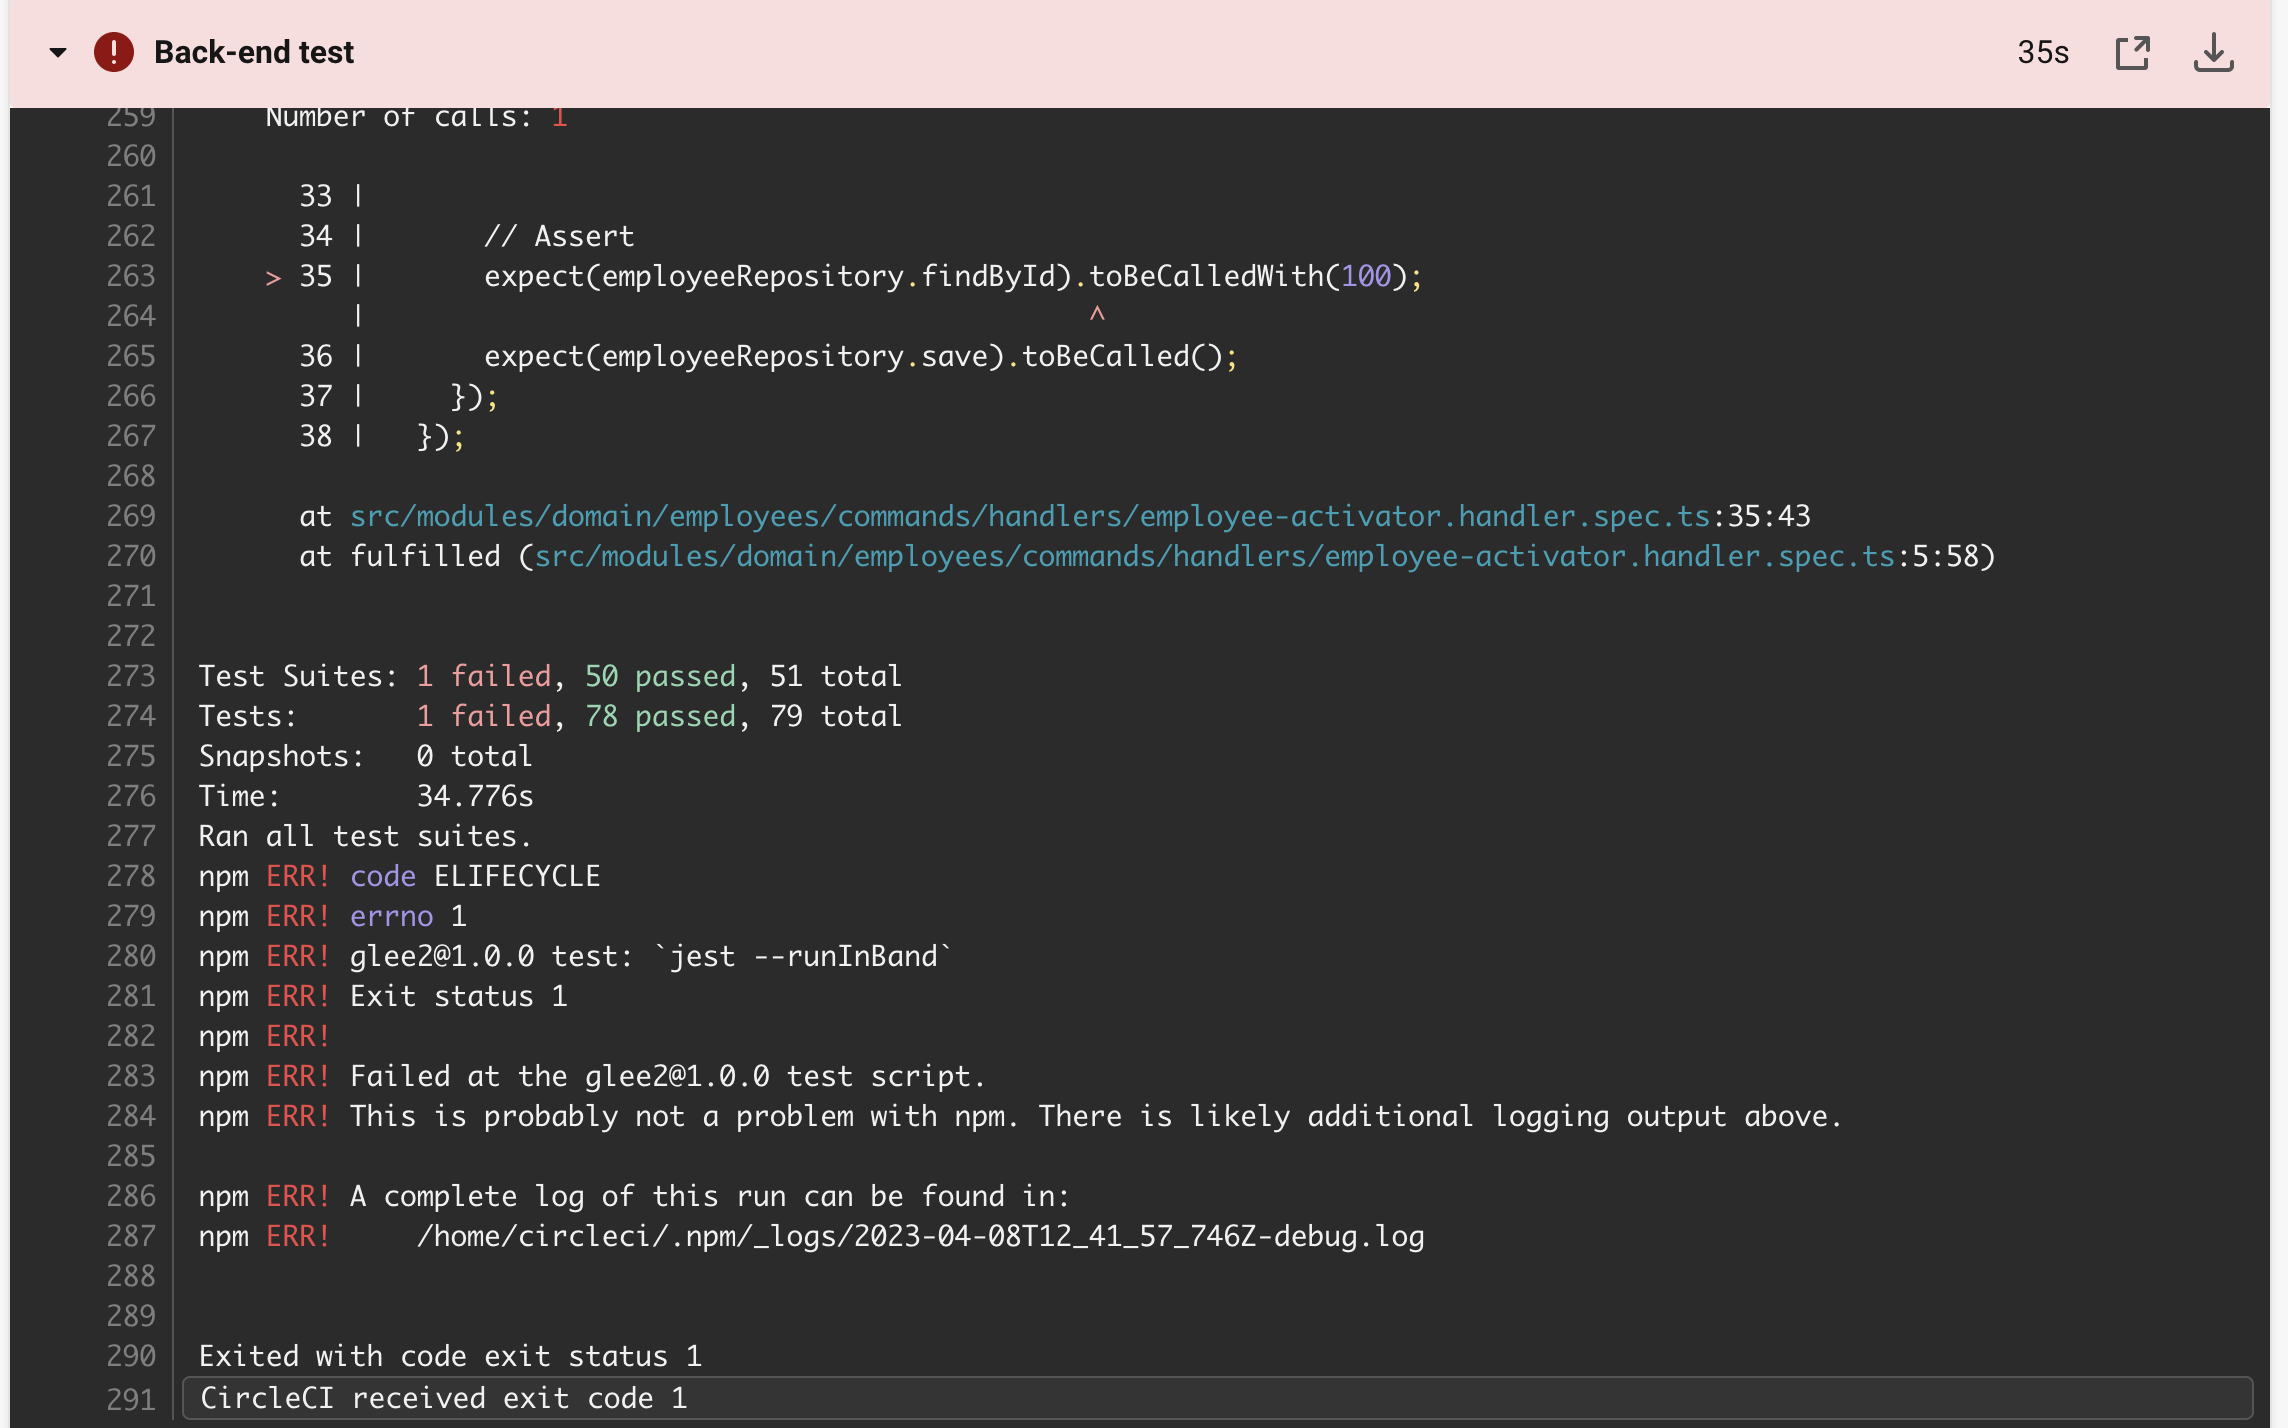 Back-end test 35s
259 Number of calls: 1
260
261 33 |
262 34 | // Assert
263 > 35 | expect(employeeRepository.findById).toBeCalledWith(100);
264 | ^
265 36 | expect(employeeRepository.save).toBeCalled();
266 37 | });
267 38 | });
268
269 at src/modules/domain/employees/commands/handlers/employee-activator.handler.spec.ts:35:43
270 at fulfilled (src/modules/domain/employees/commands/handlers/employee-activator.handler.spec.ts:5:58)
271
272
273 Test Suites: 1 failed, 50 passed, 51 total
274 Tests: 1 failed, 78 passed, 79 total
275 Snapshots: 0 total
276 Time: 34.776s
277 Ran all test suites.
278 npm ERR! code ELIFECYCLE
279 npm ERR! errno 1
280 npm ERR! glee2@1.0.0 test: `jest --runInBand`
281 npm ERR! Exit status 1
282 npm ERR!
283 npm ERR! Failed at the glee2@1.0.0 test script.
284 npm ERR! This is probably not a problem with npm. There is likely additional logging output above.
285
286 npm ERR! A complete log of this run can be found in:
287 npm ERR! /home/circleci/.npm/_logs/2023-04-08T12_41_57_746Z-debug.log
288
289
290 Exited with code exit status 1
291 CircleCI received exit code 1